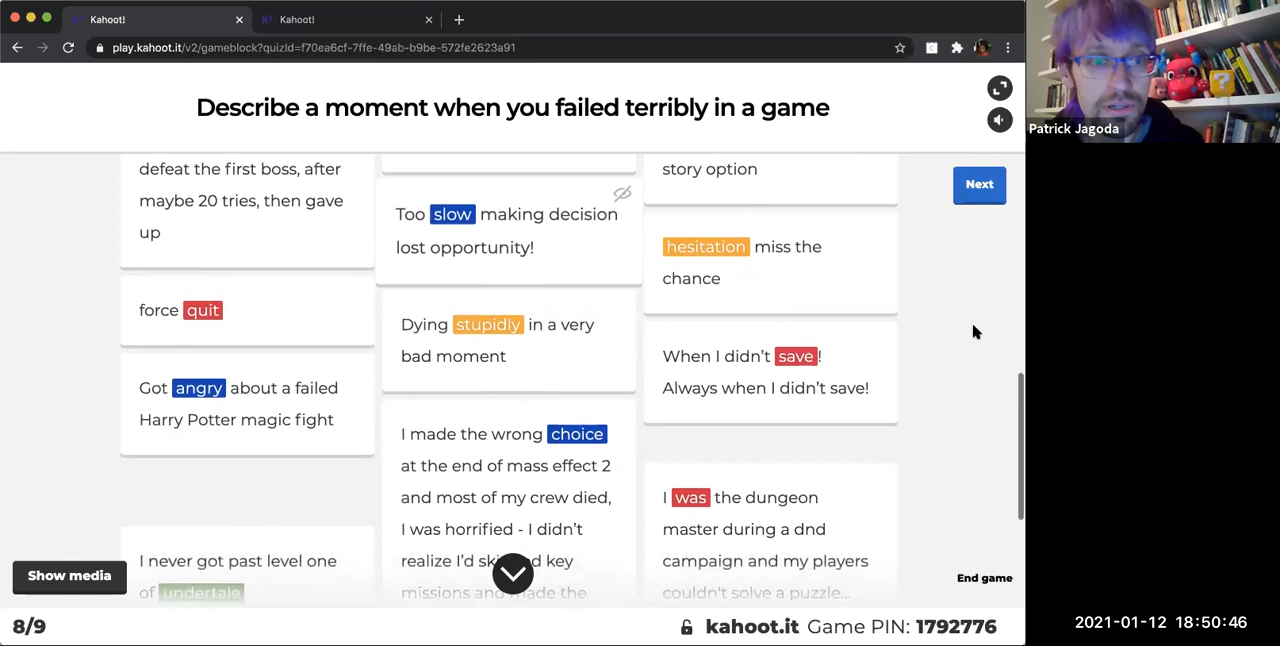 Kahoot!
Kahoot!
play.kahoot.it/v2/gameblock?quizId=f70ea6cf-7ffe-49ab-b9be-572fe2623a91
Describe a moment when you failed terribly in a game
Patrick Jagoda
Next
defeat the first boss, after
maybe 20 tries, then gave
up
force quit
Got angry about a failed
Harry Potter magic fight
I never got past level one
of undertale
Too slow making decision
lost opportunity!
Dying stupidly in a very
bad moment
I made the wrong choice
at the end of mass effect 2
and most of my crew died,
I was horrified - I didn't
realize I'd key
missions and made the
story option
hesitation miss the
chance
When I didn't save!
Always when I didn't save!
I was the dungeon
master during a dnd
campaign and my players
couldn't solve a puzzle...
Show media
End game
8/9
kahoot.it Game PIN: 1792776
2021-01-12 18:50:46